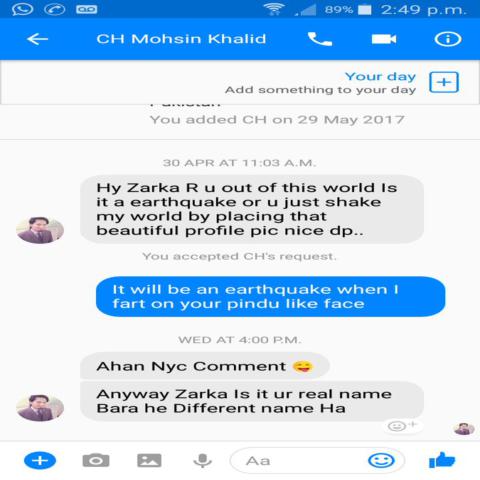 89% 2:49 p.m.
CH Mohsin Khalid
Your day
Add something to your day
Pakistan
You added CH on 29 May 2017
30 APR AT 11:03 A.M.
Hy Zarka R u out of this world Is
it a earthquake or u just shake
my world by placing that
beautiful profile pic nice dp..
You accepted CH's request.
It will be an earthquake when I
fart on your pindu like face
WED AT 4:00 P.M.
Ahan Nyc Comment 😋
Anyway Zarka Is it ur real name
Bara he Different name Ha
Aa